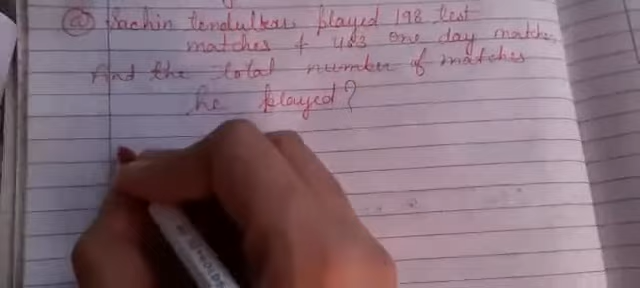 @ Sachin tendulkar played 198 test
matches & 463 one day matches.
find the total number of matches
he played?